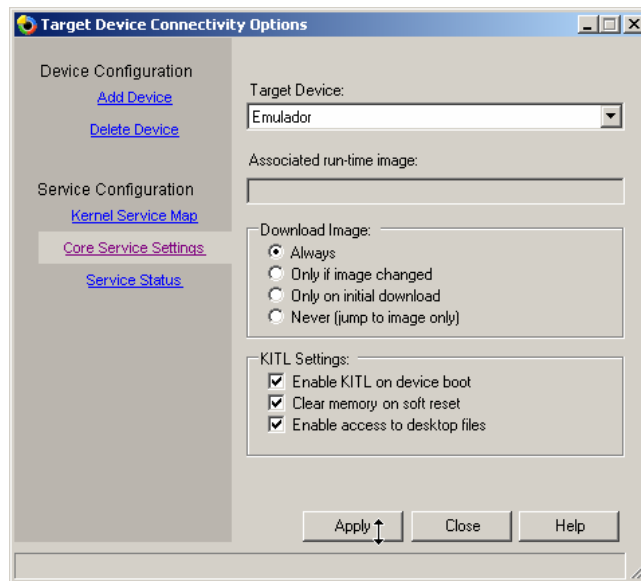 Target Device Connectivity Options
Device Configuration
Add Device
Delete Device
Service Configuration
Kernel Service Map
Core Service Settings
Service Status
Target Device:
Emulador
Associated run-time image:
Download Image:
Always
Only if image changed
Only on initial download
Never (jump to image only)
KITL Settings:
Enable KITL on device boot
Clear memory on soft reset
Enable access to desktop files
Apply
Close
Help